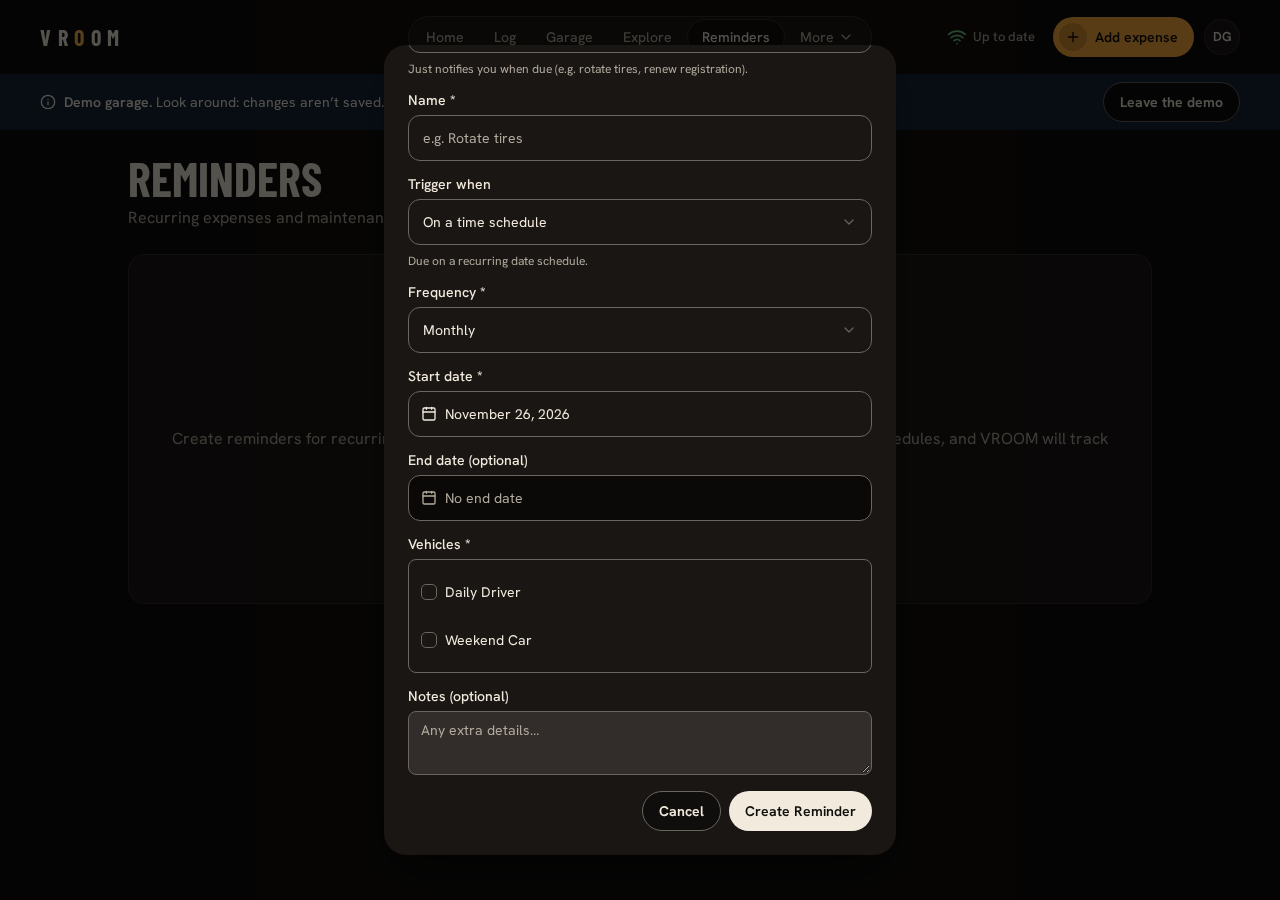 VROOM
Home
Log
Garage
Explore
Reminders
More
Up to date
Add expense
DG
Demo garage. Look around: changes aren’t saved.
Leave the demo
REMINDERS
Recurring expenses and maintenan
Create reminders for recurri
edules, and VROOM will track
Just notifies you when due (e.g. rotate tires, renew registration).
Name *
e.g. Rotate tires
Trigger when
On a time schedule
Due on a recurring date schedule.
Frequency *
Monthly
Start date *
November 26, 2026
End date (optional)
No end date
Vehicles *
Daily Driver
Weekend Car
Notes (optional)
Any extra details...
Cancel
Create Reminder